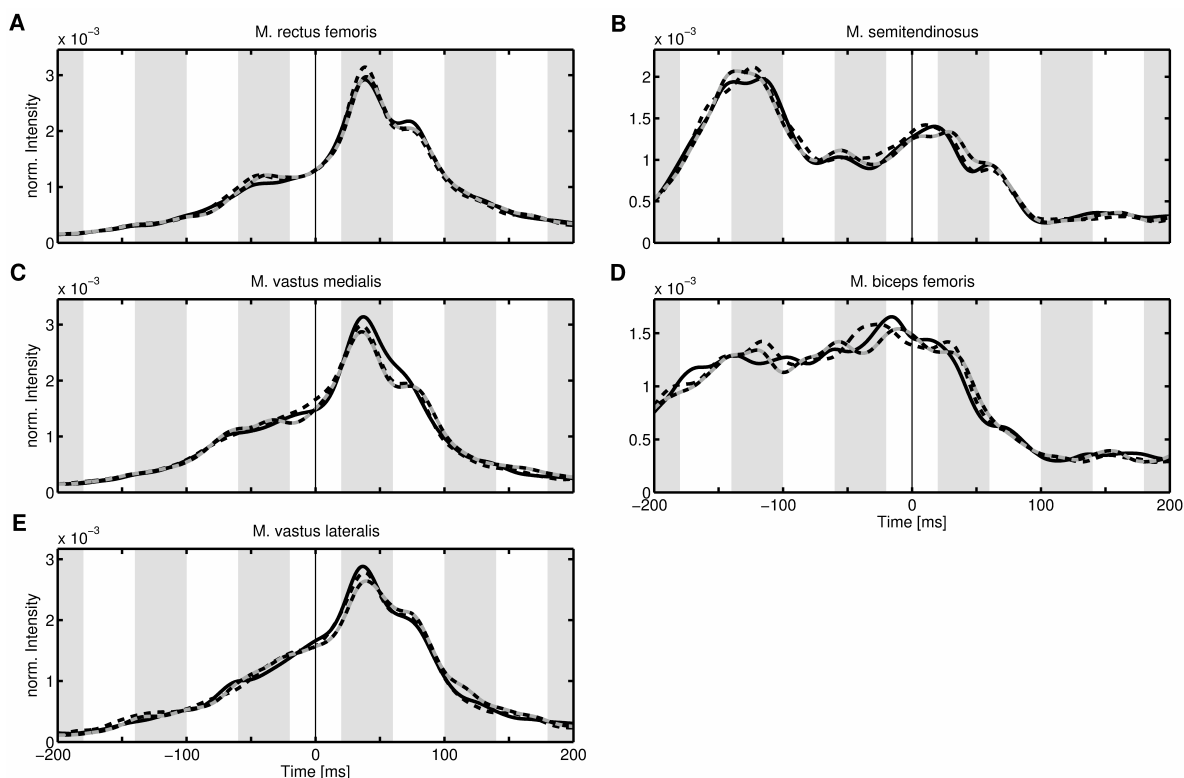 A
M. rectus femoris
x 10⁻³
norm. Intensity
3
2
1
0
B
M. semitendinosus
x 10⁻³
2
1.5
1
0.5
0
C
M. vastus medialis
x 10⁻³
norm. Intensity
3
2
1
0
D
M. biceps femoris
x 10⁻³
1.5
1
0.5
0
−200 −100 0 100 200
Time [ms]
E
M. vastus lateralis
x 10⁻³
norm. Intensity
3
2
1
0
−200 −100 0 100 200
Time [ms]